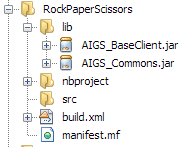 RockPaperScissors
lib
AIGS_BaseClient.jar
AIGS_Commons.jar
nbproject
src
build.xml
manifest.mf